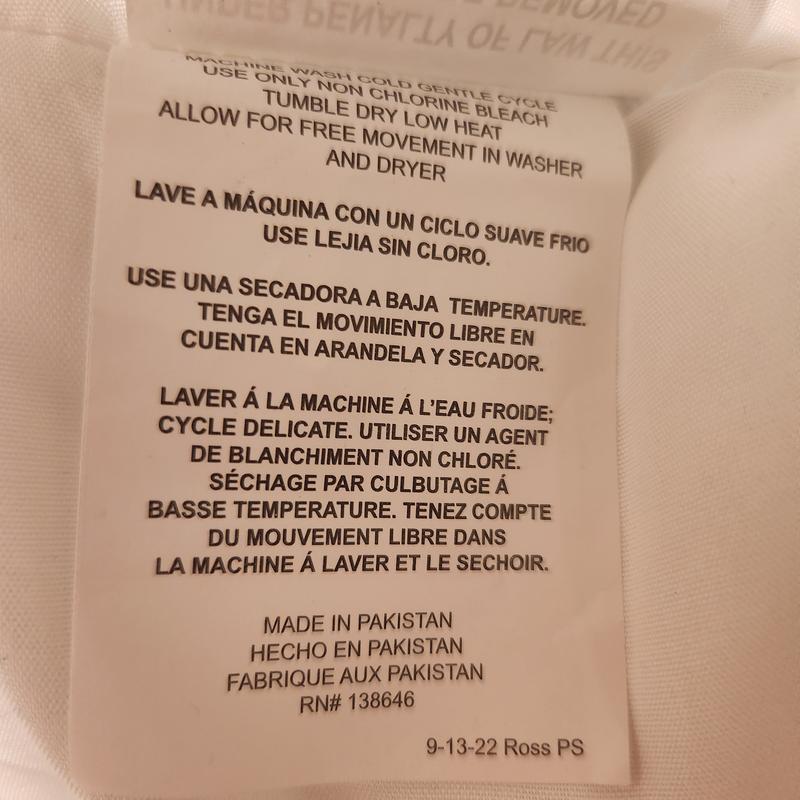 UNDER PENALTY OF LAW THIS
REMOVED
MACHINE WASH COLD GENTLE CYCLE
USE ONLY NON CHLORINE BLEACH
TUMBLE DRY LOW HEAT
ALLOW FOR FREE MOVEMENT IN WASHER
AND DRYER
LAVE A MÁQUINA CON UN CICLO SUAVE FRIO
USE LEJIA SIN CLORO.
USE UNA SECADORA A BAJA TEMPERATURE.
TENGA EL MOVIMIENTO LIBRE EN
CUENTA EN ARANDELA Y SECADOR.
LAVER Á LA MACHINE Á L'EAU FROIDE;
CYCLE DELICATE. UTILISER UN AGENT
DE BLANCHIMENT NON CHLORÉ.
SÉCHAGE PAR CULBUTAGE Á
BASSE TEMPERATURE. TENEZ COMPTE
DU MOUVEMENT LIBRE DANS
LA MACHINE Á LAVER ET LE SECHOIR.
MADE IN PAKISTAN
HECHO EN PAKISTAN
FABRIQUE AUX PAKISTAN
RN# 138646
9-13-22 Ross PS